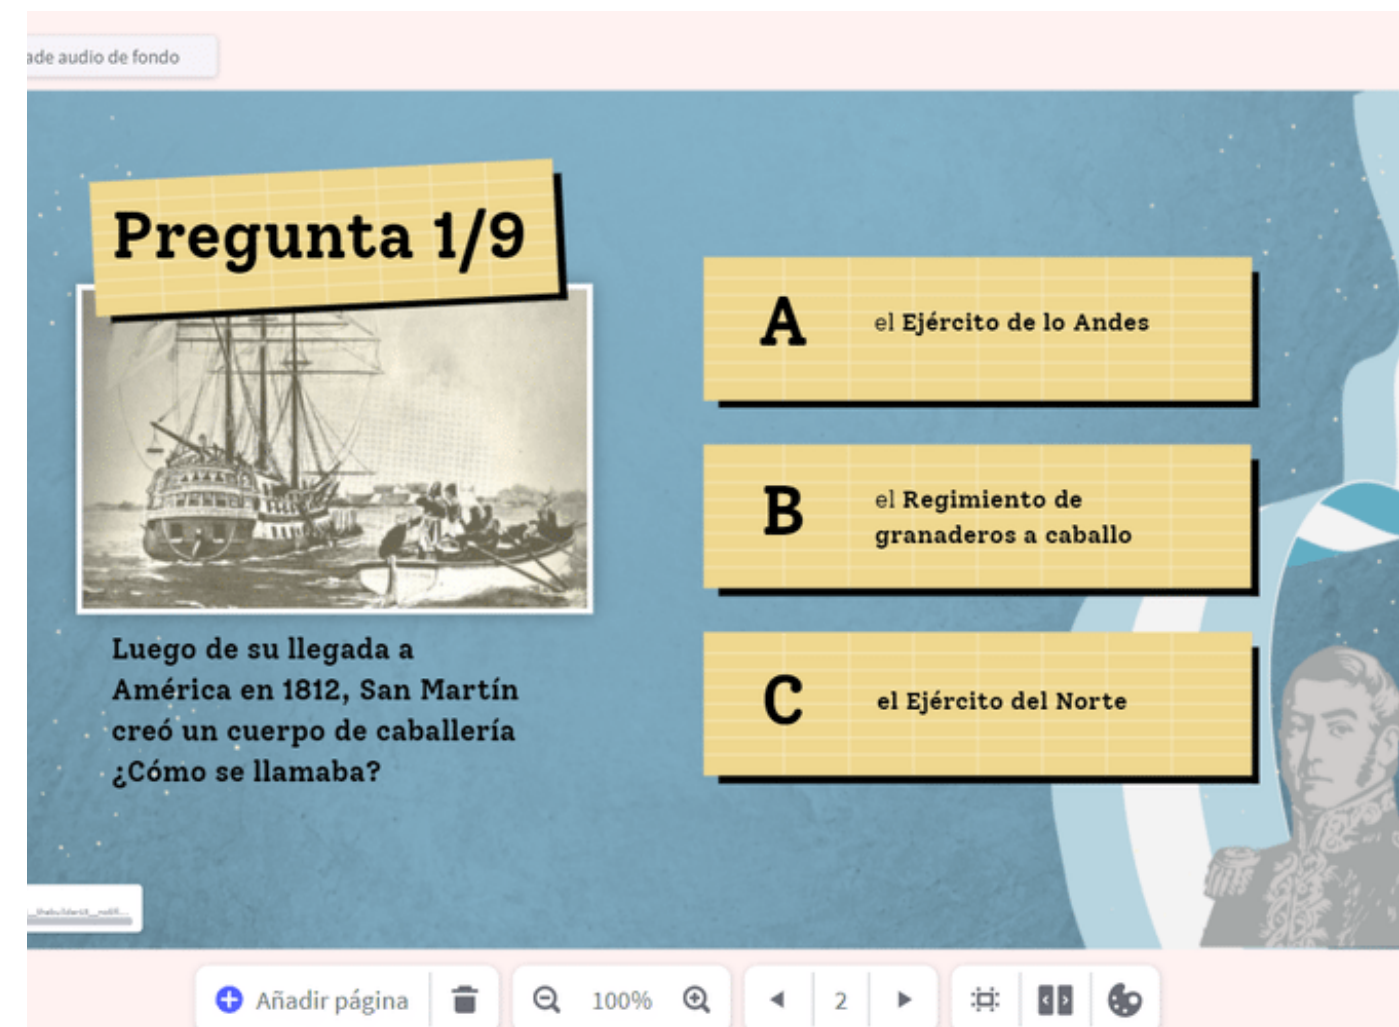 ade audio de fondo
Pregunta 1/9
Luego de su llegada a
América en 1812, San Martín
creó un cuerpo de caballería
¿Cómo se llamaba?
A
el Ejército de lo Andes
B
el Regimiento de
granaderos a caballo
C
el Ejército del Norte
Añadir página
100%
2